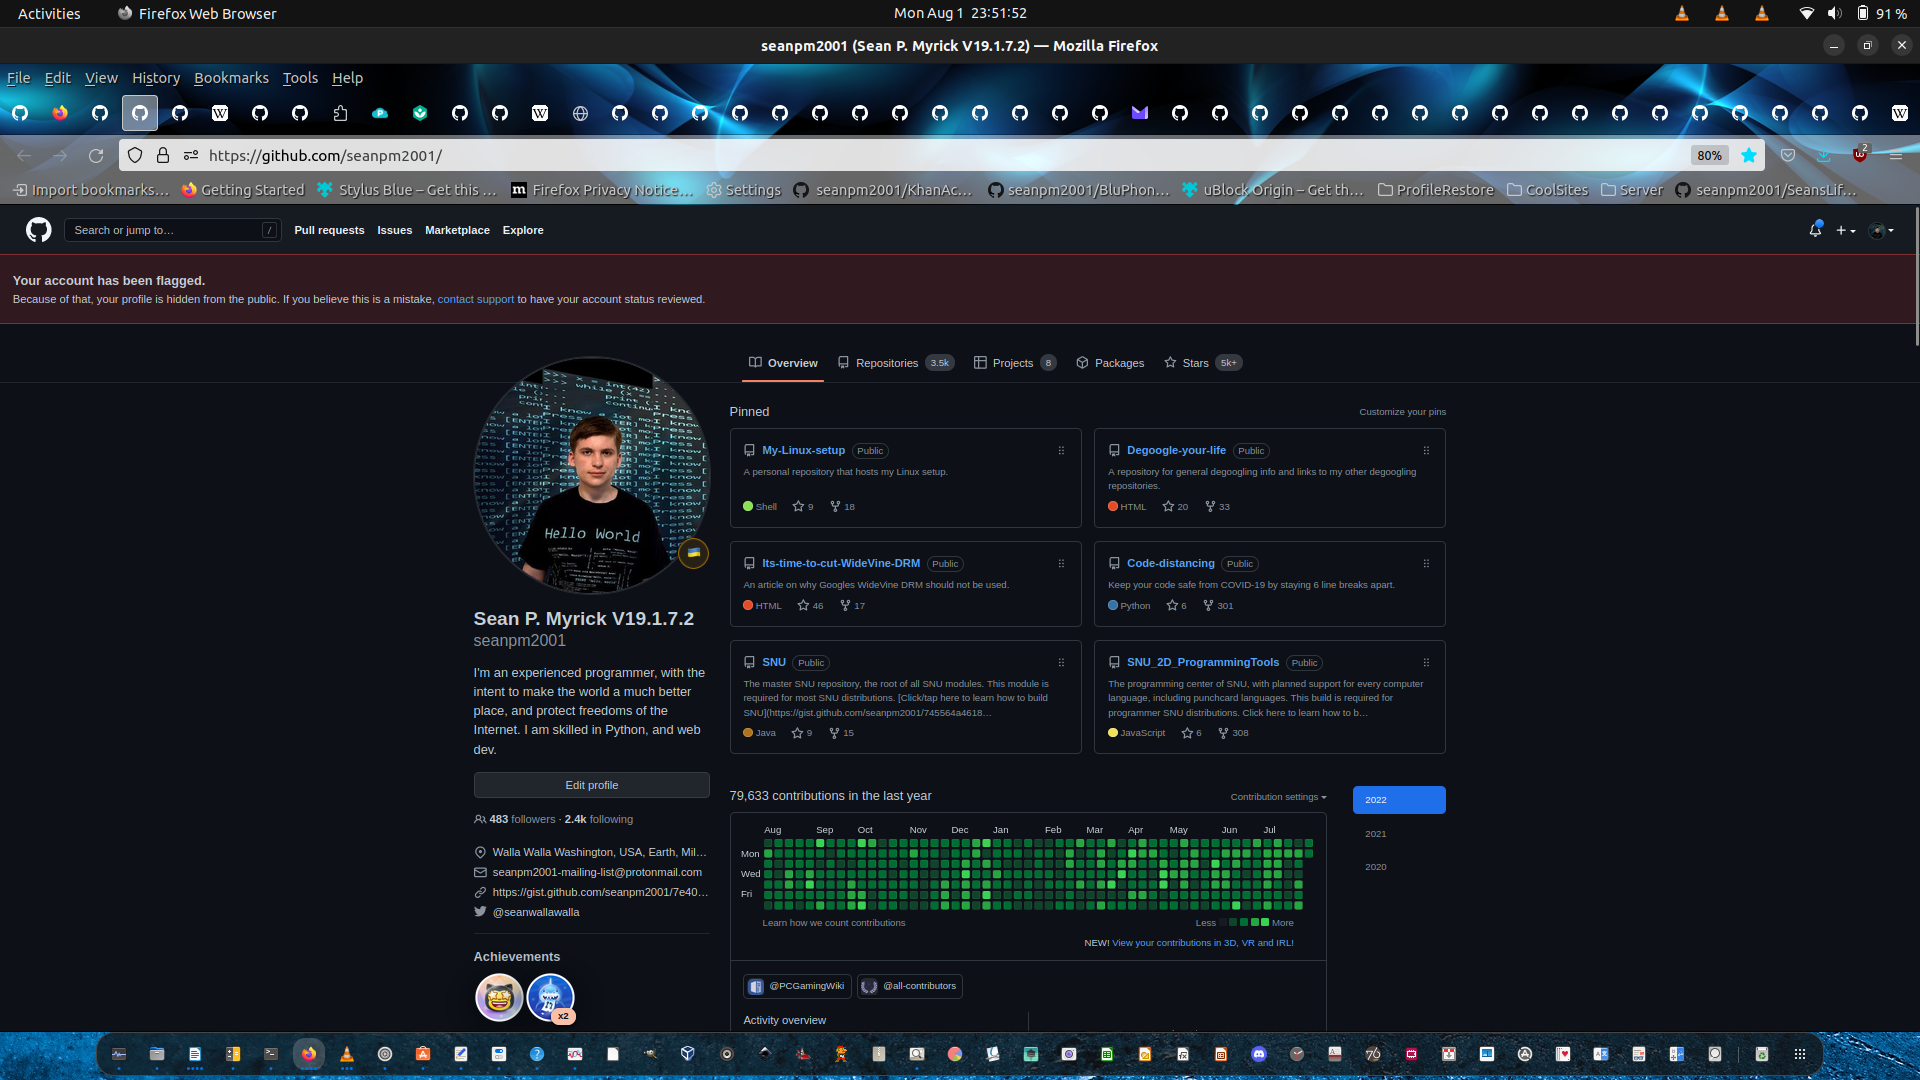 Activities
Firefox Web Browser
Mon Aug 1 23:51:52
91 %
seanpm2001 (Sean P. Myrick V19.1.7.2) — Mozilla Firefox
File Edit View History Bookmarks Tools Help
https://github.com/seanpm2001/
80%
2
Import bookmarks…
Getting Started
Stylus Blue – Get this …
Firefox Privacy Notice…
Settings
seanpm2001/KhanAc…
seanpm2001/BluPhon…
uBlock Origin – Get th…
ProfileRestore
CoolSites
Server
seanpm2001/SeansLif…
Search or jump to…
/
Pull requests
Issues
Marketplace
Explore
Your account has been flagged.
Because of that, your profile is hidden from the public. If you believe this is a mistake, contact support to have your account status reviewed.
Overview
Repositories 3.5k
Projects 8
Packages
Stars 5k+
Hello World
Sean P. Myrick V19.1.7.2
seanpm2001
I'm an experienced programmer, with the
intent to make the world a much better
place, and protect freedoms of the
Internet. I am skilled in Python, and web
dev.
Edit profile
483 followers · 2.4k following
Walla Walla Washington, USA, Earth, Mil…
seanpm2001-mailing-list@protonmail.com
https://gist.github.com/seanpm2001/7e40…
@seanwallawalla
Achievements
x2
Pinned
Customize your pins
My-Linux-setup Public
A personal repository that hosts my Linux setup.
Shell 9 18
Degoogle-your-life Public
A repository for general degoogling info and links to my other degoogling
repositories.
HTML 20 33
Its-time-to-cut-WideVine-DRM Public
An article on why Googles WideVine DRM should not be used.
HTML 46 17
Code-distancing Public
Keep your code safe from COVID-19 by staying 6 line breaks apart.
Python 6 301
SNU Public
The master SNU repository, the root of all SNU modules. This module is
required for most SNU distributions. [Click/tap here to learn how to build
SNU](https://gist.github.com/seanpm2001/745564a4618…
Java 9 15
SNU_2D_ProgrammingTools Public
The programming center of SNU, with planned support for every computer
language, including punchcard languages. This build is required for
programmer SNU distributions. Click here to learn how to b…
JavaScript 6 308
79,633 contributions in the last year
Contribution settings
2022
2021
2020
Aug Sep Oct Nov Dec Jan Feb Mar Apr May Jun Jul
Mon
Wed
Fri
Learn how we count contributions
Less More
NEW! View your contributions in 3D, VR and IRL!
@PCGamingWiki
@all-contributors
Activity overview